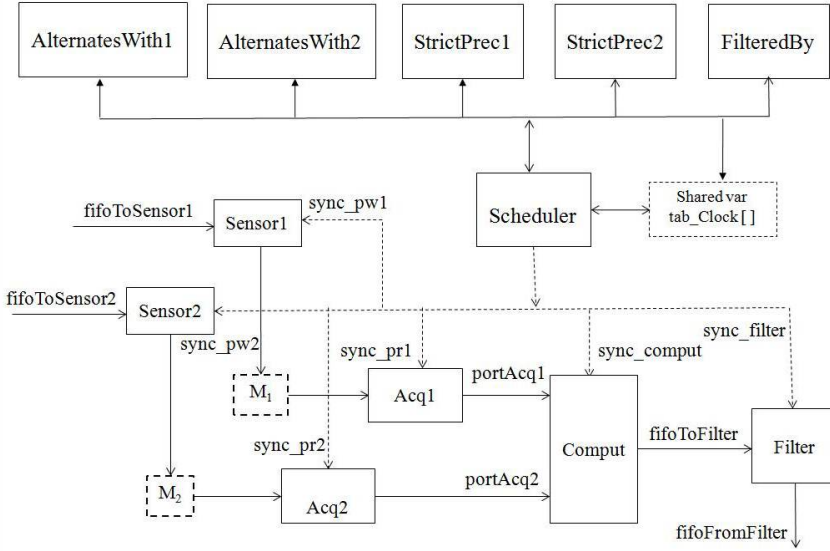 AlternatesWith1
AlternatesWith2
StrictPrec1
StrictPrec2
FilteredBy
Scheduler
Shared var
tab_Clock [ ]
fifoToSensor1
Sensor1
sync_pw1
fifoToSensor2
Sensor2
sync_pw2
sync_pr1
sync_comput
sync_filter
M1
Acq1
portAcq1
sync_pr2
Comput
fifoToFilter
Filter
M2
Acq2
portAcq2
fifoFromFilter